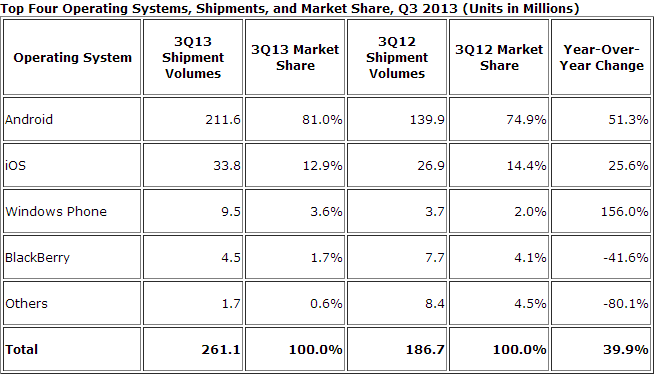 Top Four Operating Systems, Shipments, and Market Share, Q3 2013 (Units in Millions)
Operating System 3Q13 Shipment Volumes 3Q13 Market Share 3Q12 Shipment Volumes 3Q12 Market Share Year-Over-Year Change
Android 211.6 81.0% 139.9 74.9% 51.3%
iOS 33.8 12.9% 26.9 14.4% 25.6%
Windows Phone 9.5 3.6% 3.7 2.0% 156.0%
BlackBerry 4.5 1.7% 7.7 4.1% -41.6%
Others 1.7 0.6% 8.4 4.5% -80.1%
Total 261.1 100.0% 186.7 100.0% 39.9%